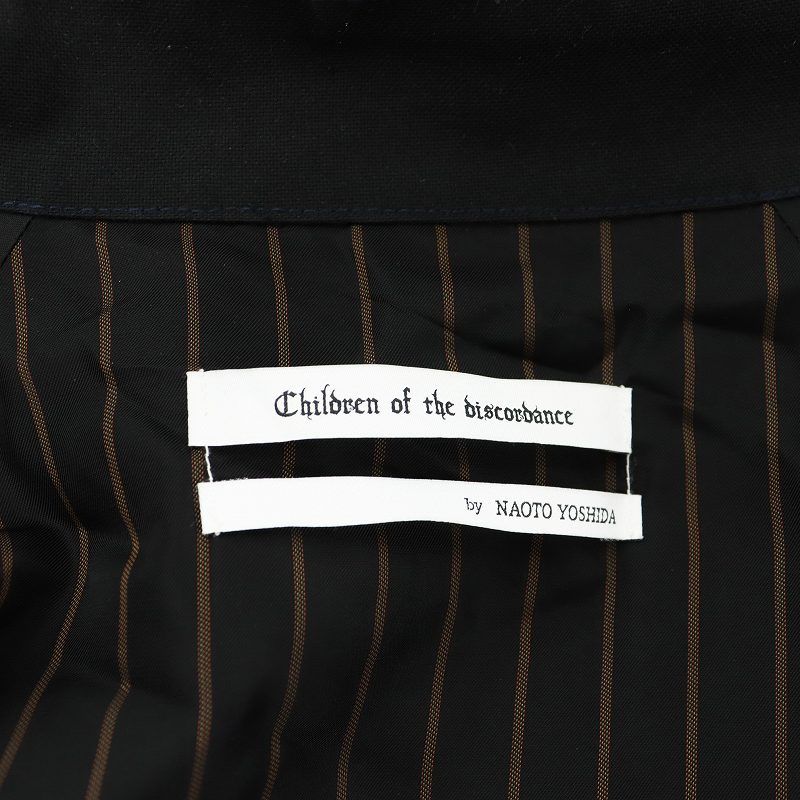 Children of the discordance
by NAOTO YOSHIDA